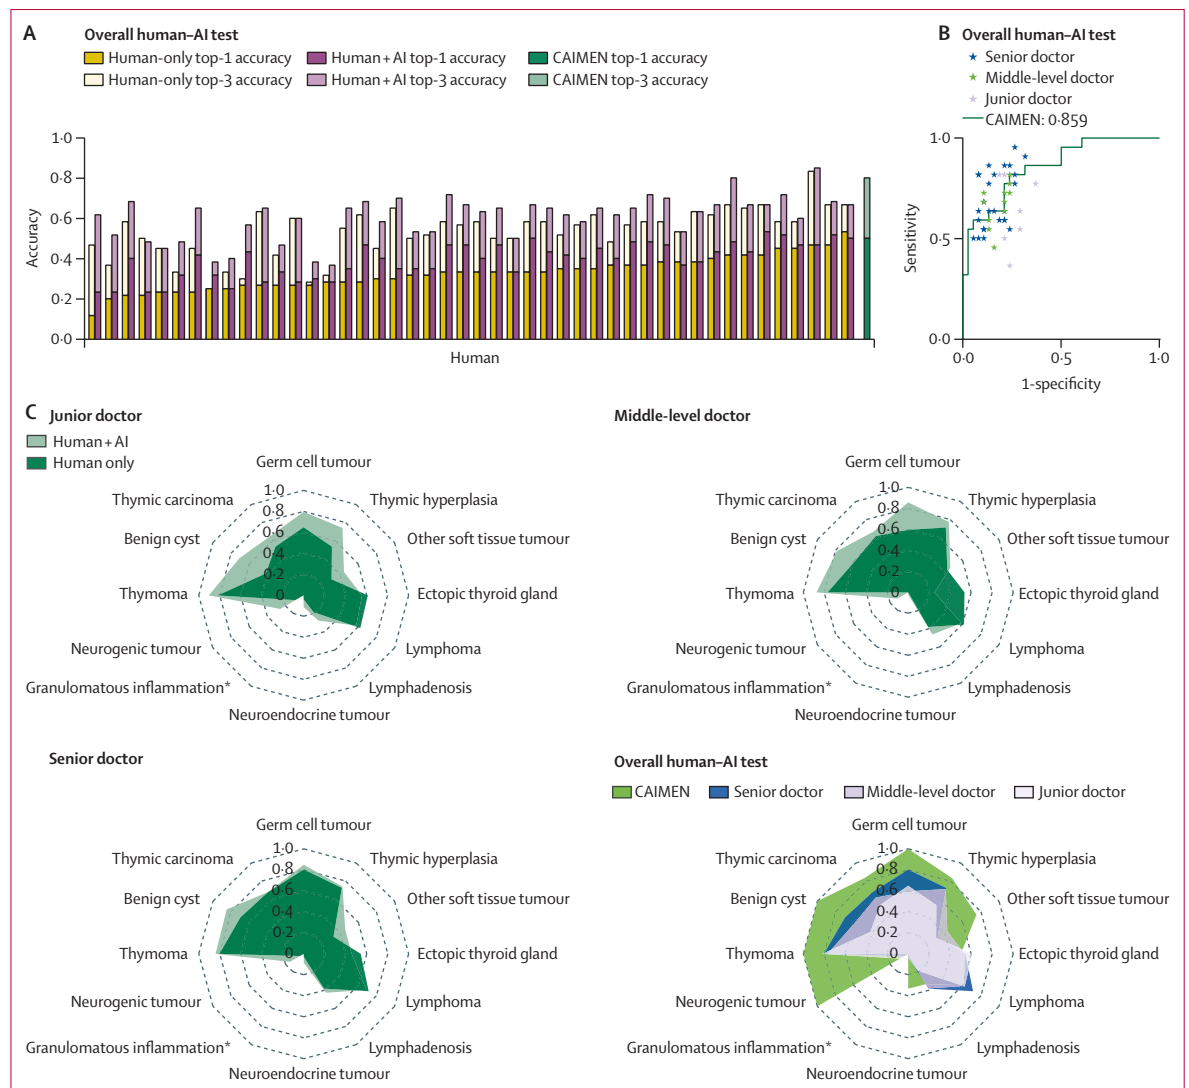 A
Overall human–AI test
Human-only top-1 accuracy
Human + AI top-1 accuracy
CAIMEN top-1 accuracy
Human-only top-3 accuracy
Human + AI top-3 accuracy
CAIMEN top-3 accuracy
1·0
0·8
0·6
0·4
0·2
0·0
Accuracy
Human
B
Overall human–AI test
Senior doctor
Middle-level doctor
Junior doctor
CAIMEN: 0·859
1·0
0·5
0·0
Sensitivity
0·0
0·5
1·0
1-specificity
C
Junior doctor
Human + AI
Human only
Germ cell tumour
Thymic carcinoma
Thymic hyperplasia
Benign cyst
Other soft tissue tumour
Thymoma
Ectopic thyroid gland
Neurogenic tumour
Lymphoma
Granulomatous inflammation*
Lymphadenosis
Neuroendocrine tumour
1·0
0·8
0·6
0·4
0·2
0
Middle-level doctor
Germ cell tumour
Thymic carcinoma
Thymic hyperplasia
Benign cyst
Other soft tissue tumour
Thymoma
Ectopic thyroid gland
Neurogenic tumour
Lymphoma
Granulomatous inflammation*
Lymphadenosis
Neuroendocrine tumour
1·0
0·8
0·6
0·4
0·2
0
Senior doctor
Germ cell tumour
Thymic carcinoma
Thymic hyperplasia
Benign cyst
Other soft tissue tumour
Thymoma
Ectopic thyroid gland
Neurogenic tumour
Lymphoma
Granulomatous inflammation*
Lymphadenosis
Neuroendocrine tumour
1·0
0·8
0·6
0·4
0·2
0
Overall human–AI test
CAIMEN
Senior doctor
Middle-level doctor
Junior doctor
Germ cell tumour
Thymic carcinoma
Thymic hyperplasia
Benign cyst
Other soft tissue tumour
Thymoma
Ectopic thyroid gland
Neurogenic tumour
Lymphoma
Granulomatous inflammation*
Lymphadenosis
Neuroendocrine tumour
1·0
0·8
0·6
0·4
0·2
0